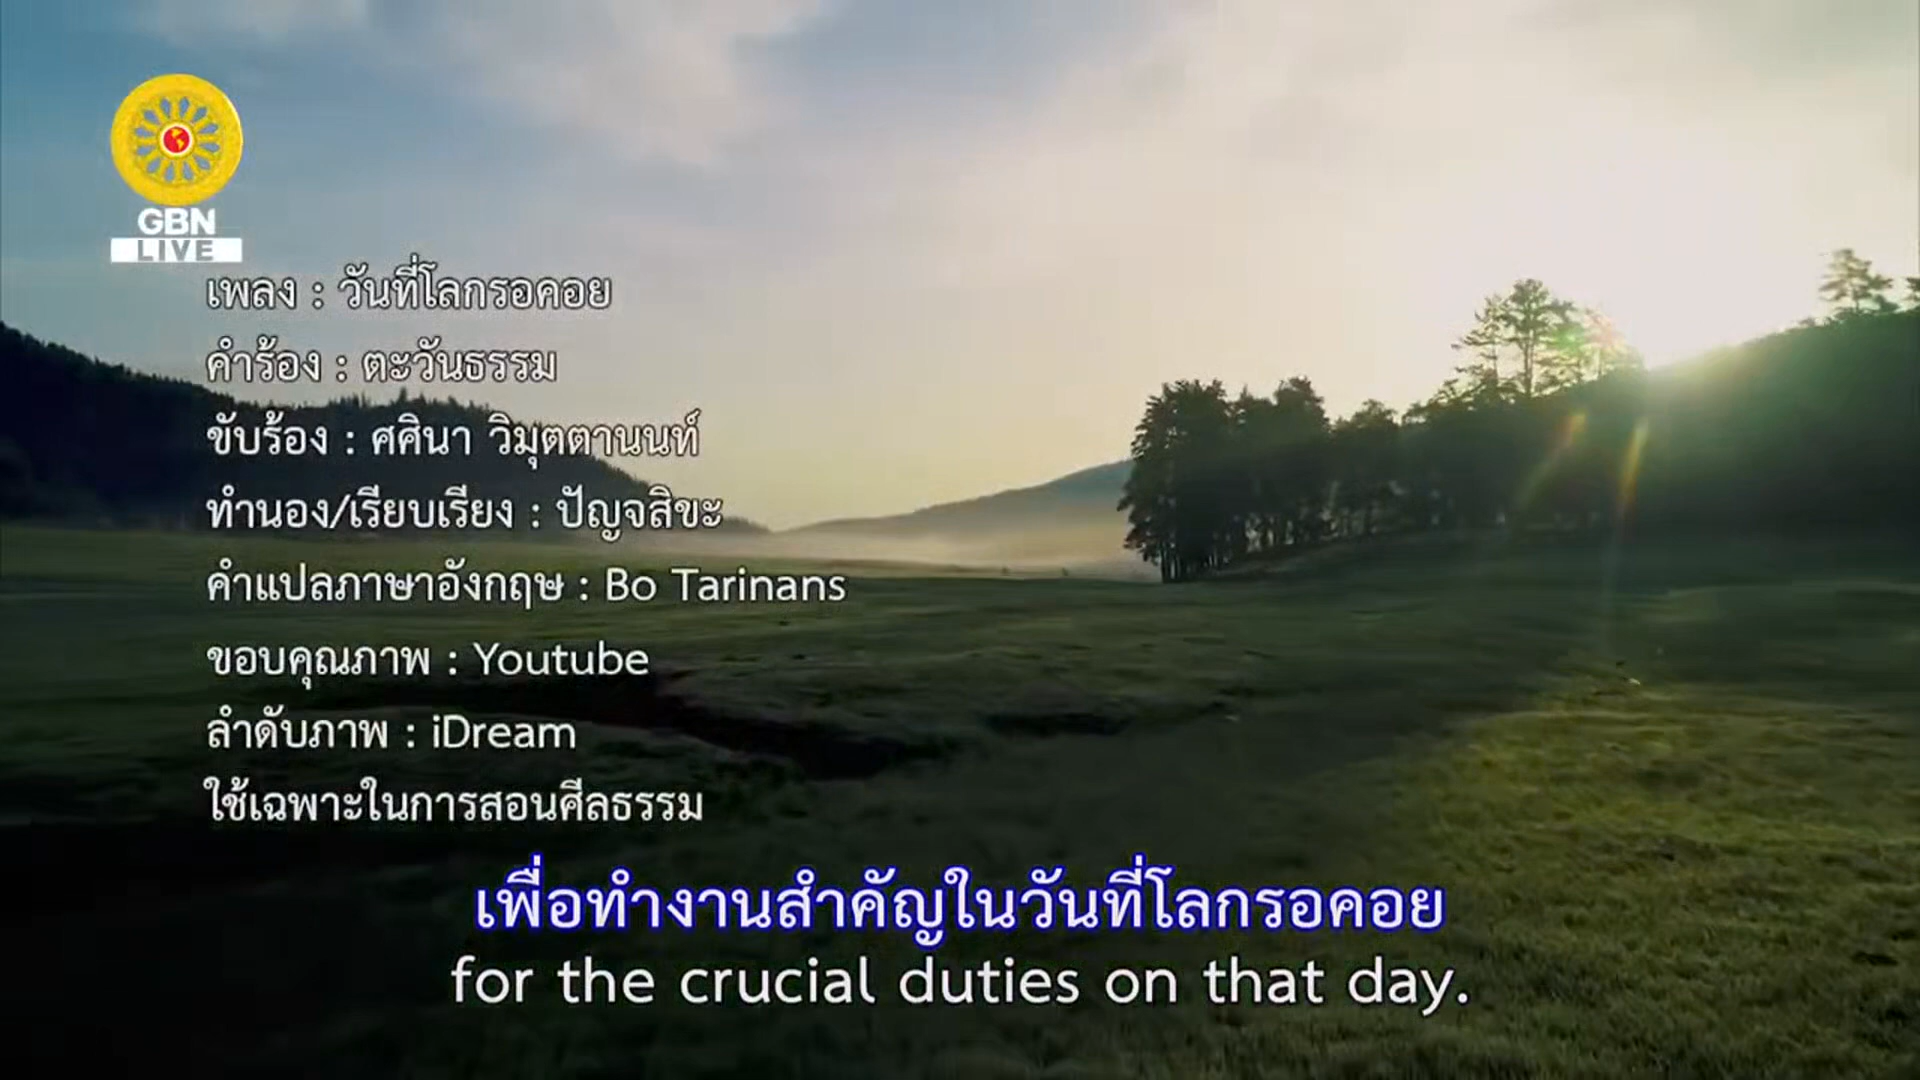 GBN
LIVE
เพลง : วันที่โลกรอคอย
คำร้อง : ตะวันธรรม
ขับร้อง : ศศินา วิมุตตานนท์
ทำนอง/เรียบเรียง : ปัญจสิขะ
คำแปลภาษาอังกฤษ : Bo Tarinans
ขอบคุณภาพ : Youtube
ลำดับภาพ : iDream
ใช้เฉพาะในการสอนศีลธรรม
เพื่อทำงานสำคัญในวันที่โลกรอคอย
for the crucial duties on that day.